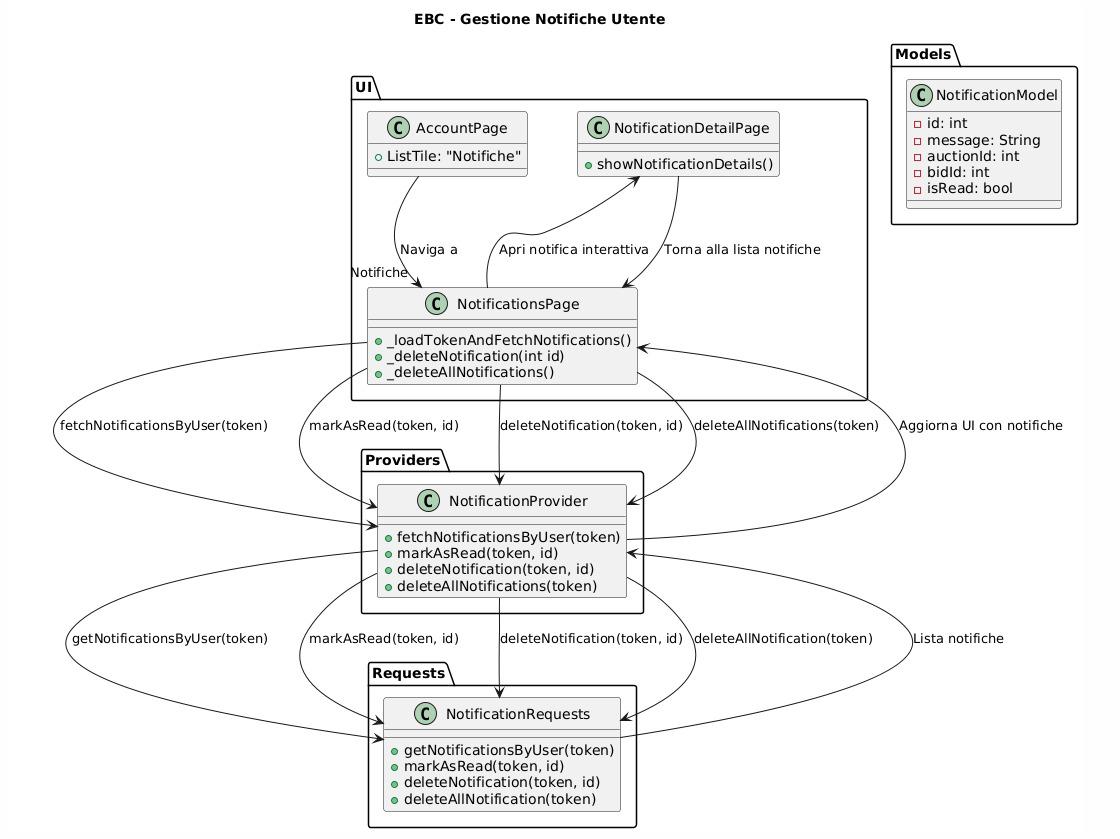 EBC - Gestione Notifiche Utente
Models
C NotificationModel
id: int
message: String
auctionId: int
bidId: int
isRead: bool
UI
C AccountPage
ListTile: "Notifiche"
C NotificationDetailPage
showNotificationDetails()
Naviga a
Notifiche
Apri notifica interattiva
Torna alla lista notifiche
C NotificationsPage
_loadTokenAndFetchNotifications()
_deleteNotification(int id)
_deleteAllNotifications()
fetchNotificationsByUser(token)
markAsRead(token, id)
deleteNotification(token, id)
deleteAllNotifications(token)
Aggiorna UI con notifiche
Providers
C NotificationProvider
fetchNotificationsByUser(token)
markAsRead(token, id)
deleteNotification(token, id)
deleteAllNotifications(token)
getNotificationsByUser(token)
markAsRead(token, id)
deleteNotification(token, id)
deleteAllNotification(token)
Lista notifiche
Requests
C NotificationRequests
getNotificationsByUser(token)
markAsRead(token, id)
deleteNotification(token, id)
deleteAllNotification(token)